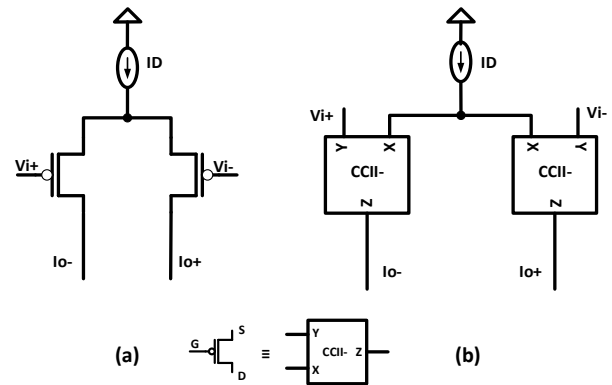 ID
Vi+
Vi-
Io-
Io+
(a)
ID
Vi+
Vi-
Y
X
CCII-
Z
X
Y
CCII-
Z
Io-
Io+
(b)
G
S
D
≡
Y
X
CCII-
Z